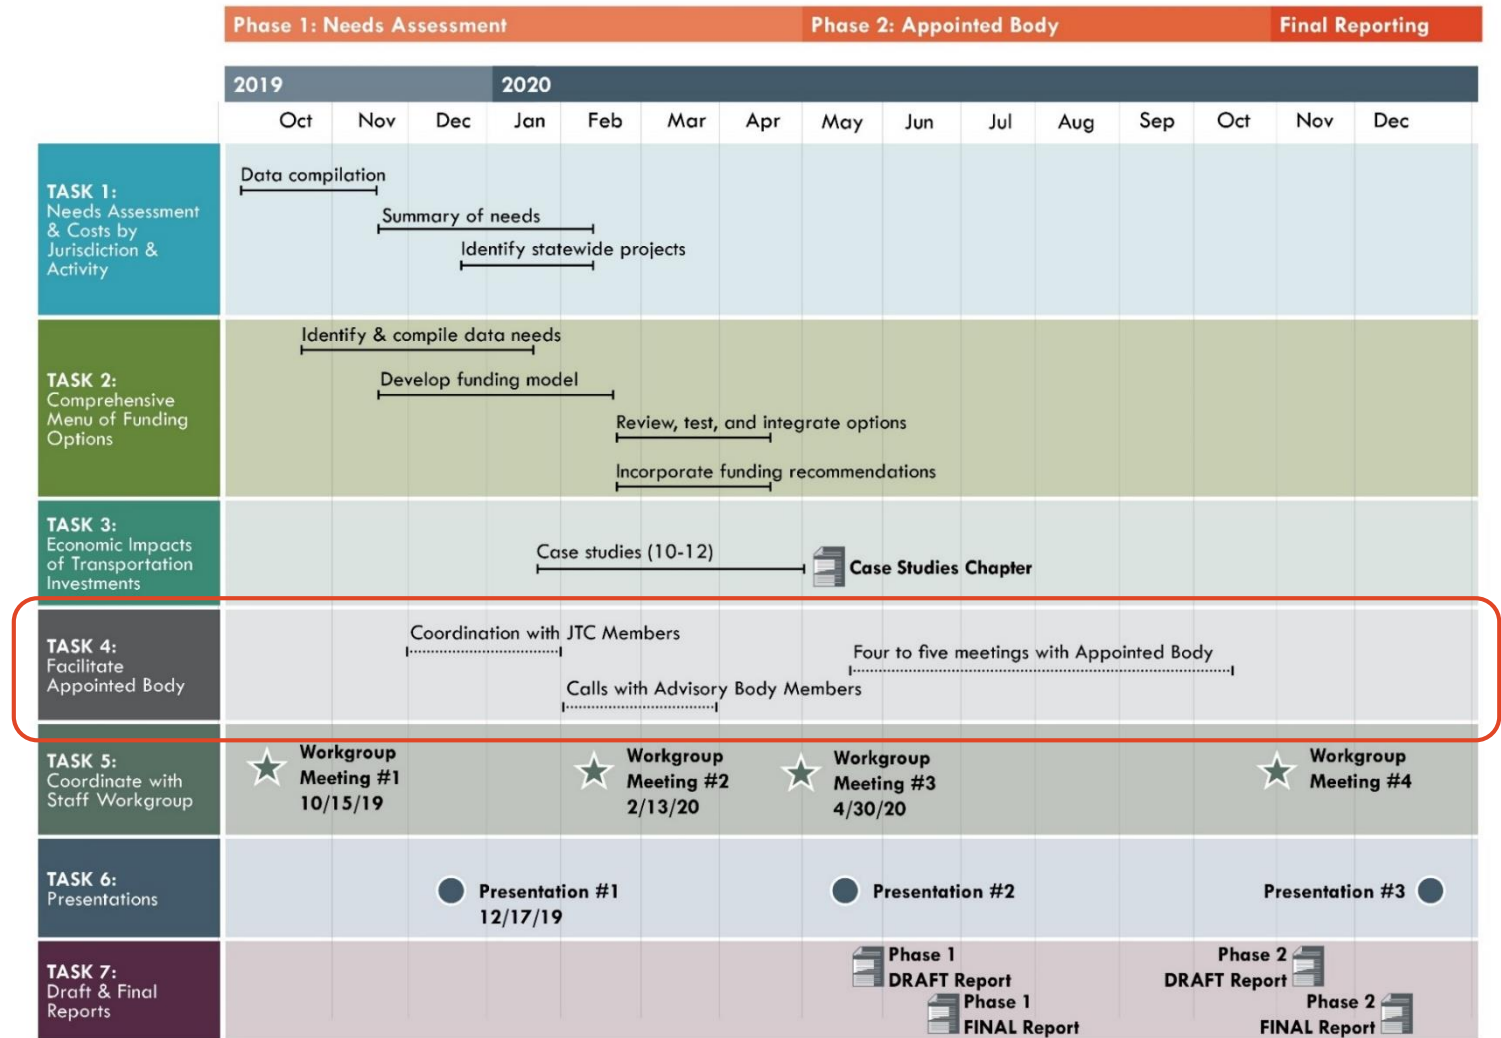 Phase 1: Needs Assessment
Phase 2: Appointed Body
Final Reporting
2019
2020
Oct
Nov
Dec
Jan
Feb
Mar
Apr
May
Jun
Jul
Aug
Sep
Oct
Nov
Dec
TASK 1:
Needs Assessment
& Costs by
Jurisdiction &
Activity
Data compilation
Summary of needs
Identify statewide projects
TASK 2:
Comprehensive
Menu of Funding
Options
Identify & compile data needs
Develop funding model
Review, test, and integrate options
Incorporate funding recommendations
TASK 3:
Economic Impacts
of Transportation
Investments
Case studies (10-12)
Case Studies Chapter
TASK 4:
Facilitate
Appointed Body
Coordination with JTC Members
Calls with Advisory Body Members
Four to five meetings with Appointed Body
TASK 5:
Coordinate with
Staff Workgroup
Workgroup
Meeting #1
10/15/19
Workgroup
Meeting #2
2/13/20
Workgroup
Meeting #3
4/30/20
Workgroup
Meeting #4
TASK 6:
Presentations
Presentation #1
12/17/19
Presentation #2
Presentation #3
TASK 7:
Draft & Final
Reports
Phase 1
DRAFT Report
Phase 1
FINAL Report
Phase 2
DRAFT Report
Phase 2
FINAL Report